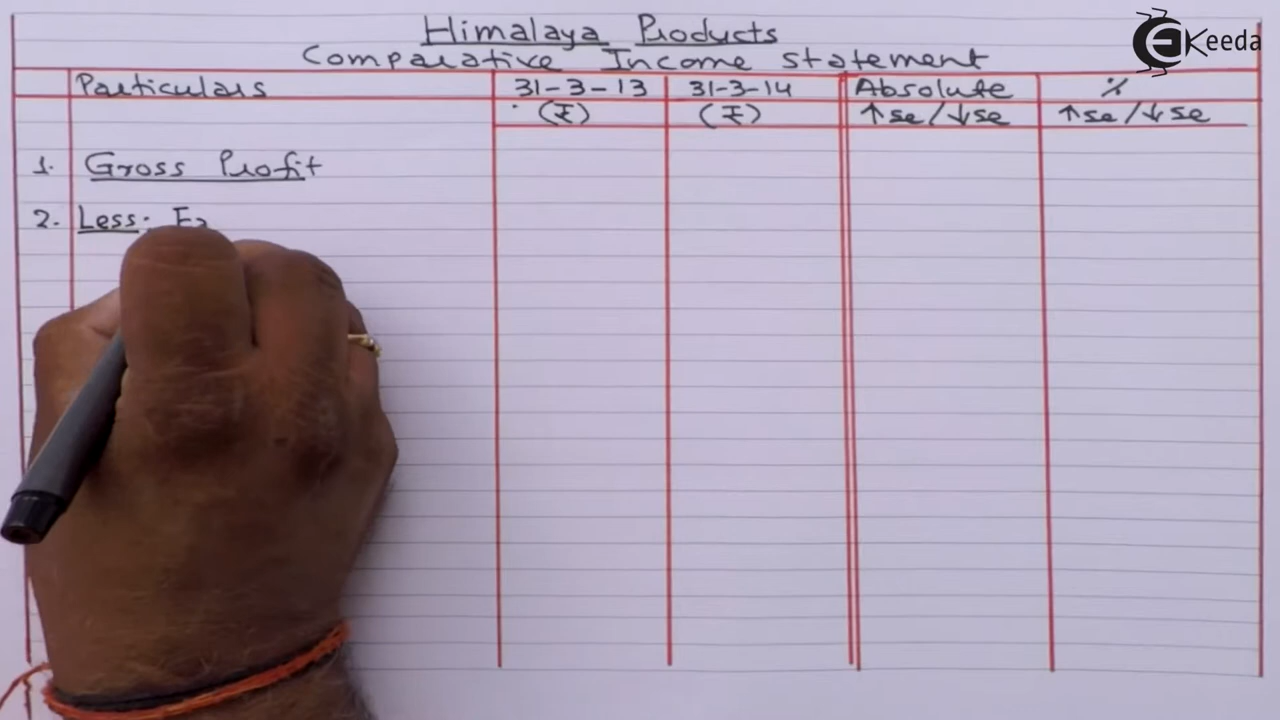 Himalaya Products
Comparative Income Statement
Particulars 31-3-13 31-3-14 Absolute %
(₹) (₹) ↑se/↓se ↑se/↓se
1. Gross Profit
2. Less:
EKeeda